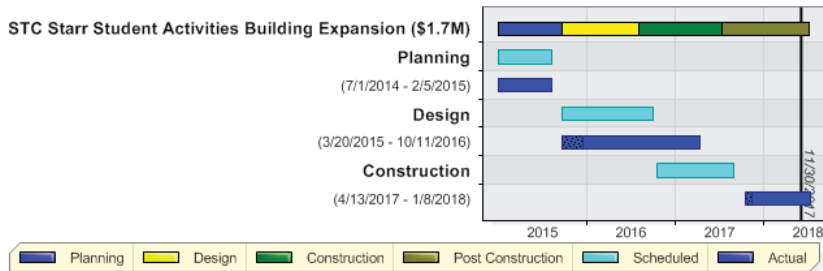 STC Starr Student Activities Building Expansion ($1.7M)
Planning
(7/1/2014 - 2/5/2015)
Design
(3/20/2015 - 10/11/2016)
Construction
(4/13/2017 - 1/8/2018)
11/30/2017
2015 2016 2017 2018
Planning Design Construction Post Construction Scheduled Actual